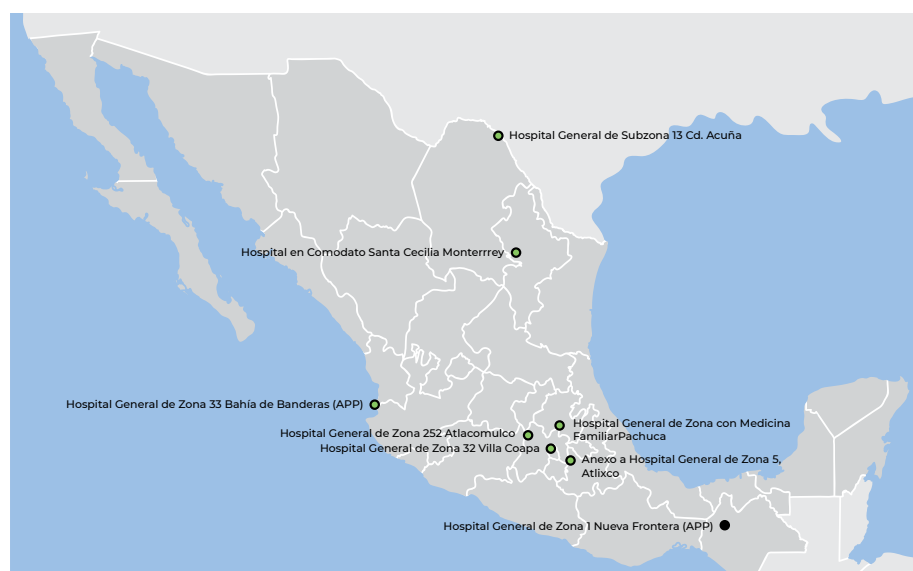 Hospital General de Subzona 13 Cd. Acuña
Hospital en Comodato Santa Cecilia Monterrrey
Hospital General de Zona 33 Bahía de Banderas (APP)
Hospital General de Zona con Medicina
FamiliarPachuca
Hospital General de Zona 252 Atlacomulco
Hospital General de Zona 32 Villa Coapa
Anexo a Hospital General de Zona 5,
Atlixco
Hospital General de Zona 1 Nueva Frontera (APP)